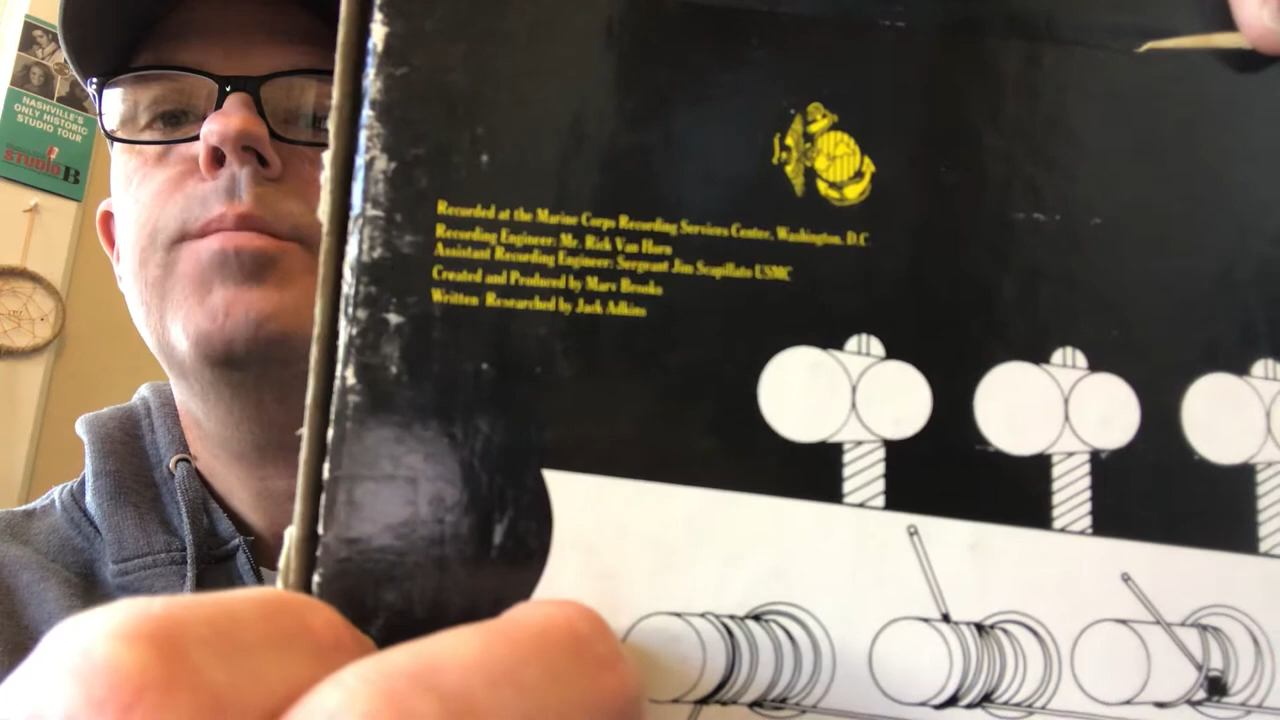 NASHVILLE'S
ONLY HISTORIC
STUDIO TOUR
STUDIO B
Recorded at the Marine Corps Recording Services Center, Washington, D.C.
Recording Engineer: Mr. Rick Van Horn
Assistant Recording Engineer: Sergeant Jim Scapillato USMC
Created and Produced by Marv Brooks
Written Researched by Jack Adkins